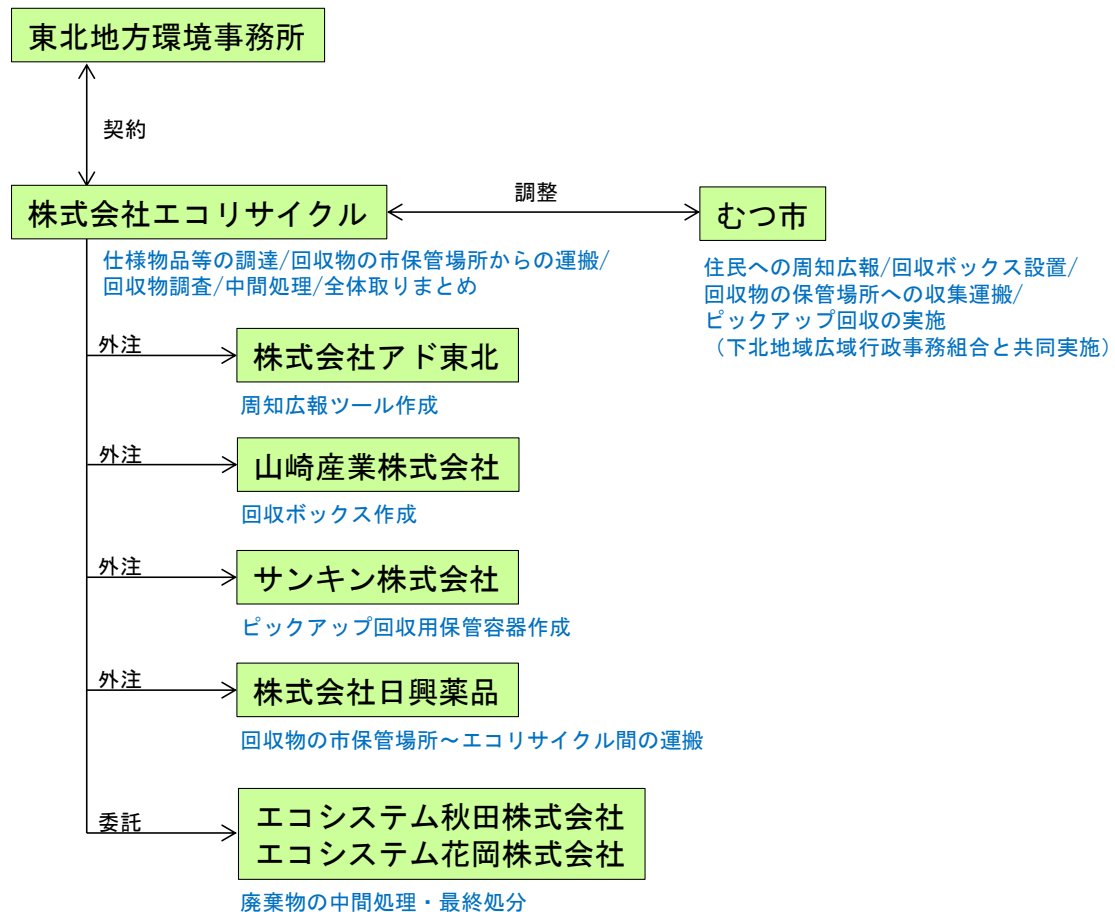 東北地方環境事務所
契約
株式会社エコリサイクル
調整
むつ市
仕様物品等の調達/回収物の市保管場所からの運搬/
回収物調査/中間処理/全体取りまとめ
住民への周知広報/回収ボックス設置/
回収物の保管場所への収集運搬/
ピックアップ回収の実施
（下北地域広域行政事務組合と共同実施）
外注
株式会社アド東北
周知広報ツール作成
外注
山崎産業株式会社
回収ボックス作成
外注
サンキン株式会社
ピックアップ回収用保管容器作成
外注
株式会社日興薬品
回収物の市保管場所～エコリサイクル間の運搬
委託
エコシステム秋田株式会社
エコシステム花岡株式会社
廃棄物の中間処理・最終処分